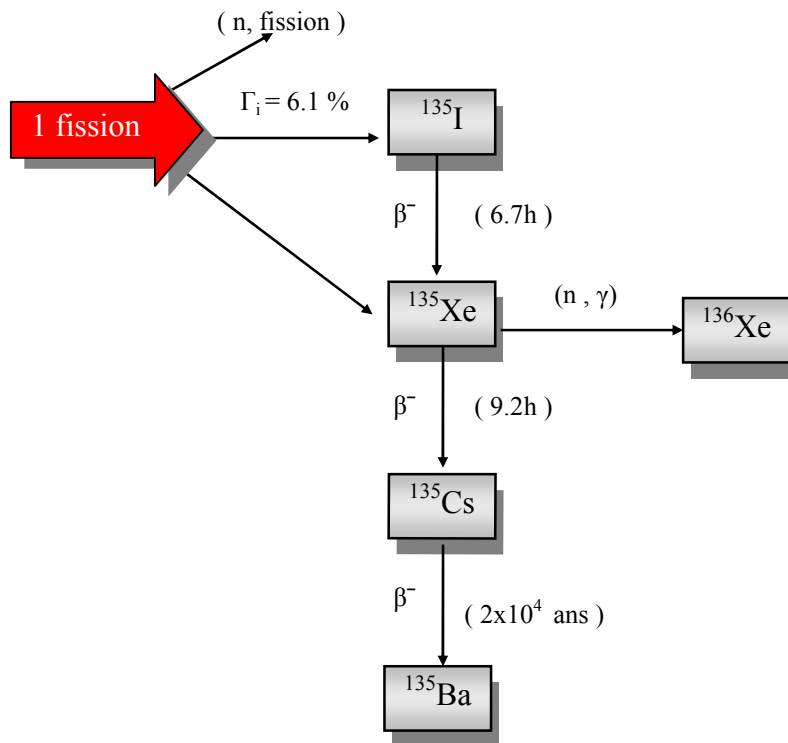 ( n, fission )
1 fission
Γi = 6.1 %
¹³⁵I
β⁻ ( 6.7h )
¹³⁵Xe
(n , γ)
¹³⁶Xe
β⁻ ( 9.2h )
¹³⁵Cs
β⁻ ( 2x10⁴ ans )
¹³⁵Ba